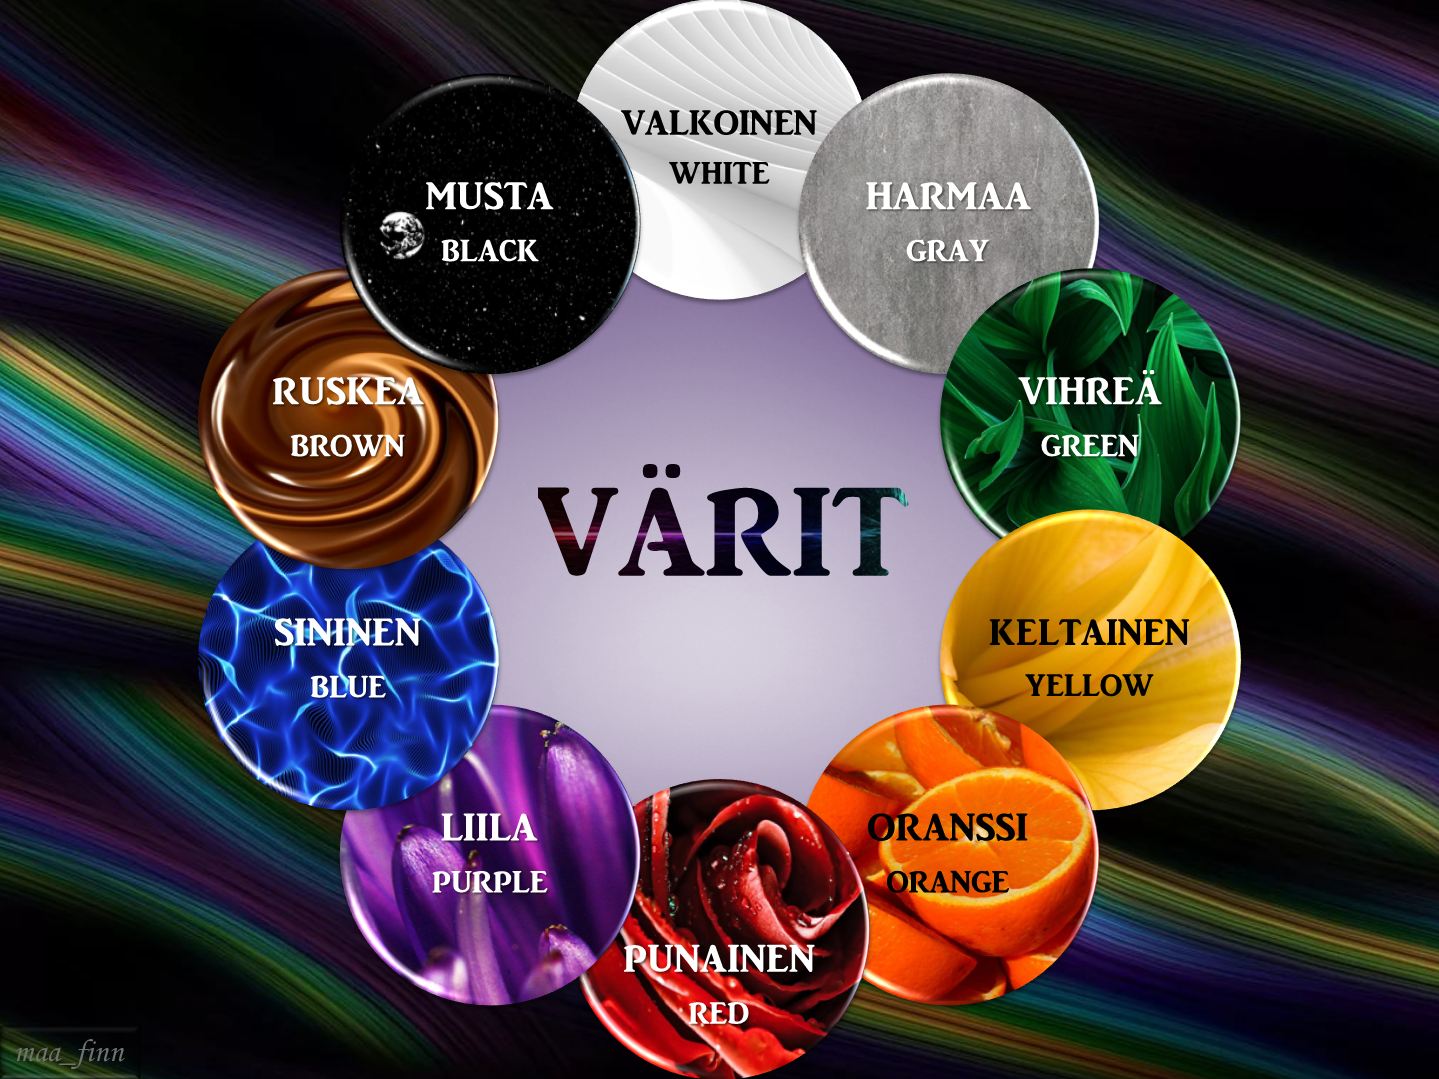 VALKOINEN
WHITE
HARMAA
GRAY
VIHREÄ
GREEN
KELTAINEN
YELLOW
ORANSSI
ORANGE
PUNAINEN
RED
LIILA
PURPLE
SININEN
BLUE
RUSKEA
BROWN
MUSTA
BLACK
VÄRIT
maa_finn